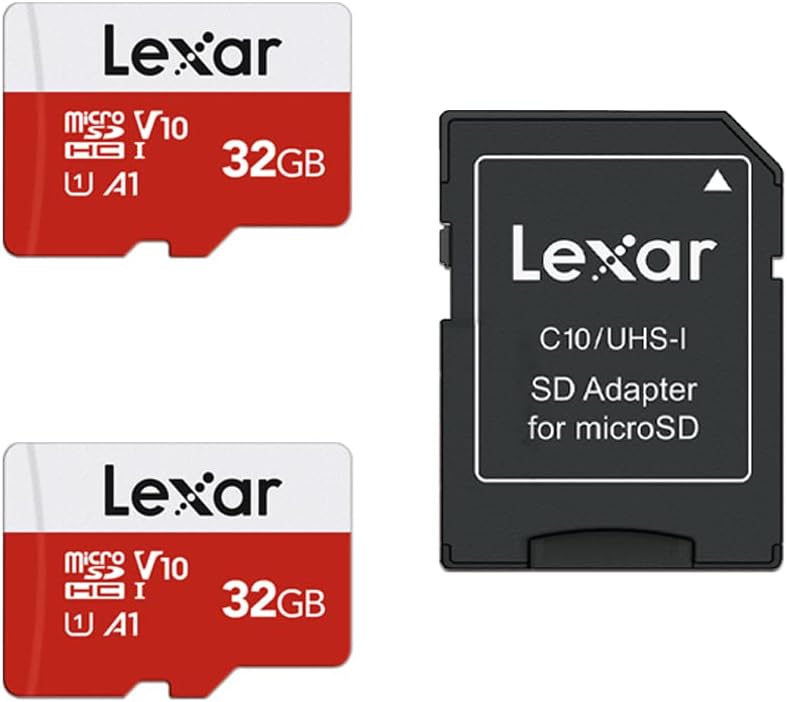 Lexar
micro SD V10
HC I
32GB
U1 A1
Lexar
C10/UHS-I
SD Adapter
for microSD
Lexar
micro SD V10
HC I
32GB
U1 A1